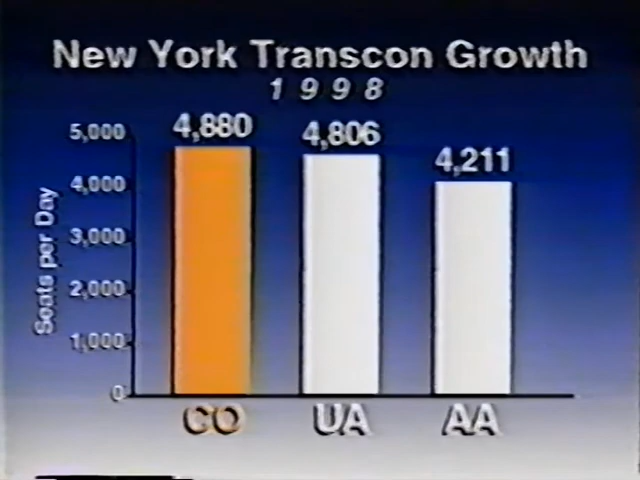 New York Transcon Growth
1998
Seats per Day
5,000
4,000
3,000
2,000
1,000
0
4,880
4,806
4,211
CO
UA
AA